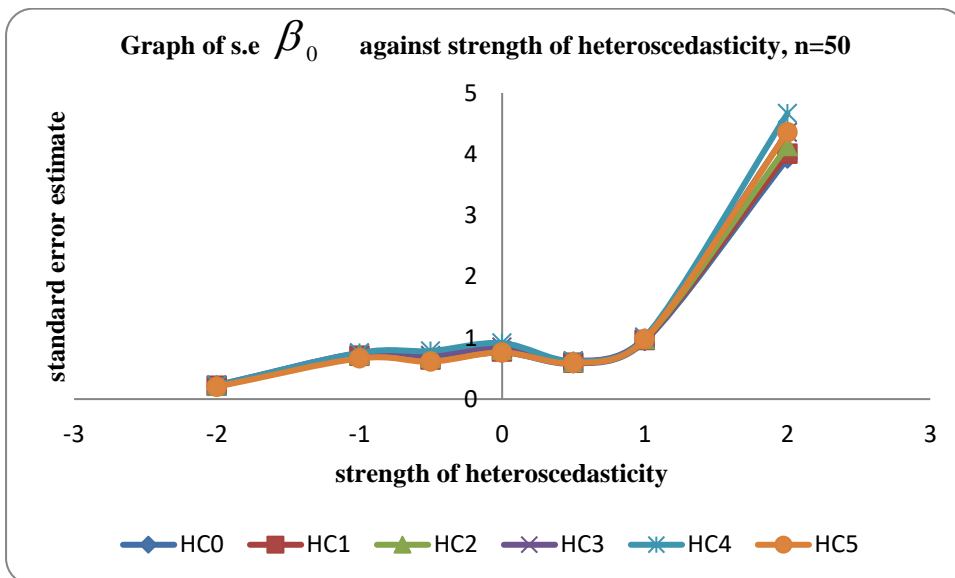 Graph of s.e β₀ against strength of heteroscedasticity, n=50
standard error estimate
5
4
3
2
1
0
-3 -2 -1 0 1 2 3
strength of heteroscedasticity
HC0 HC1 HC2 HC3 HC4 HC5